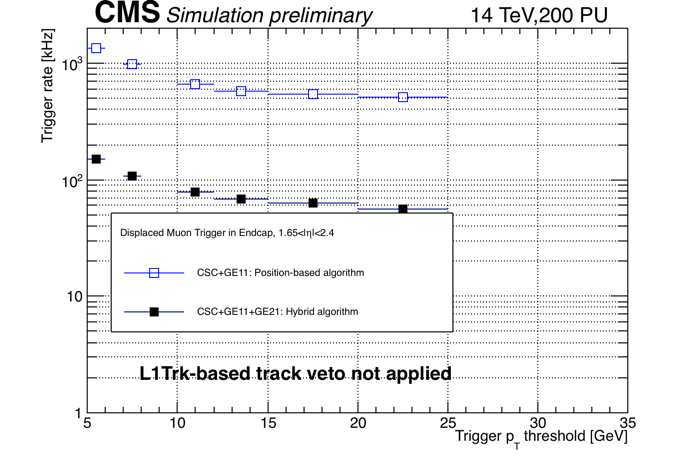 CMS Simulation preliminary 14 TeV,200 PU
Trigger rate [kHz]
10³
10²
10
1
Displaced Muon Trigger in Endcap, 1.65<|η|<2.4
CSC+GE11: Position-based algorithm
CSC+GE11+GE21: Hybrid algorithm
L1Trk-based track veto not applied
5 10 15 20 25 30 35
Trigger p_T threshold [GeV]